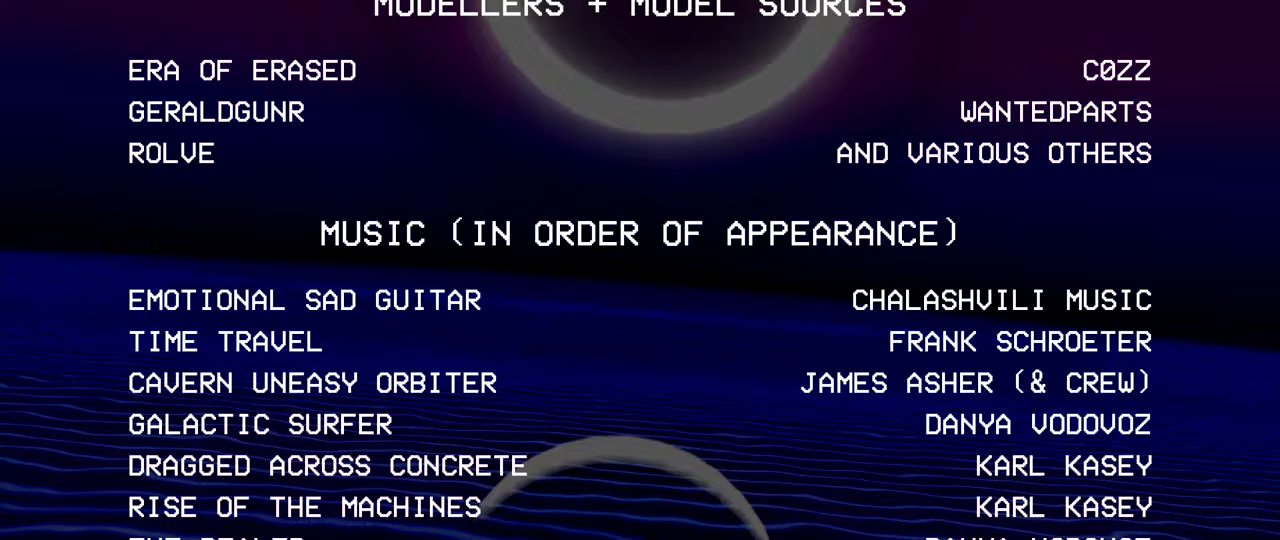 MODELLERS + MODEL SOURCES
ERA OF ERASED C0ZZ
GERALDGUNR WANTEDPARTS
ROLVE AND VARIOUS OTHERS
MUSIC (IN ORDER OF APPEARANCE)
EMOTIONAL SAD GUITAR CHALASHVILI MUSIC
TIME TRAVEL FRANK SCHROETER
CAVERN UNEASY ORBITER JAMES ASHER (& CREW)
GALACTIC SURFER DANYA VODOVOZ
DRAGGED ACROSS CONCRETE KARL KASEY
RISE OF THE MACHINES KARL KASEY